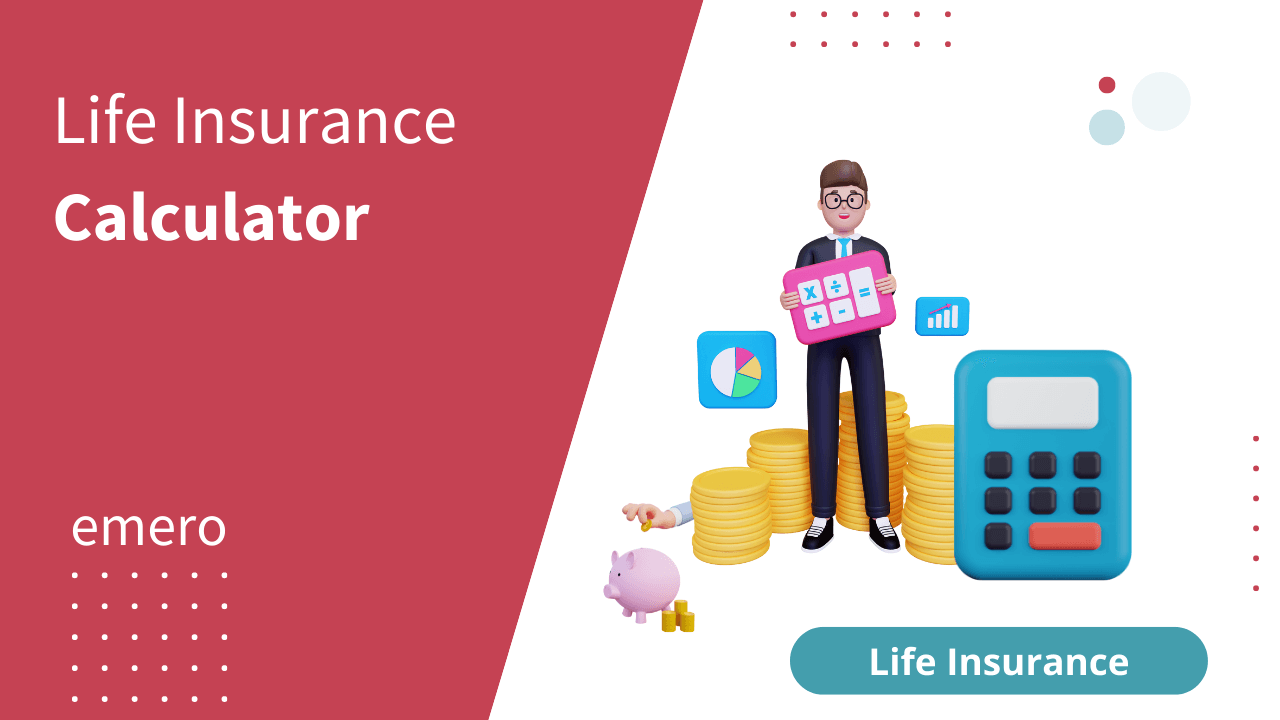 Life Insurance
Calculator
x ÷ =
+ -
emero
Life Insurance